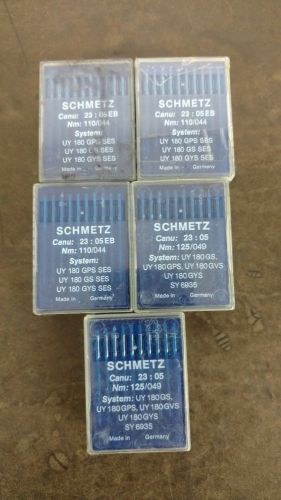 SCHMETZ
Canu: 23 : 05 EB
Nm: 110/044
System:
UY 180 GPS SES
UY 180 GS SES
UY 180 GYS SES
Made in Germany
SCHMETZ
Canu: 23 : 05 EB
Nm: 110/044
System:
UY 180 GPS SES
UY 180 GS SES
UY 180 GYS SES
Made in Germany
SCHMETZ
Canu: 23 : 05 EB
Nm: 110/044
System:
UY 180 GPS SES
UY 180 GS SES
UY 180 GYS SES
Made in Germany
SCHMETZ
Canu: 23 : 05
Nm: 125/049
System: UY 180 GS,
UY 180 GPS, UY 180 GVS
UY 180 GYS
SY 6935
Made in Germany
SCHMETZ
Canu: 23 : 05
Nm: 125/049
System: UY 180 GS,
UY 180 GPS, UY 180 GVS
UY 180 GYS
SY 6935
Made in Germany